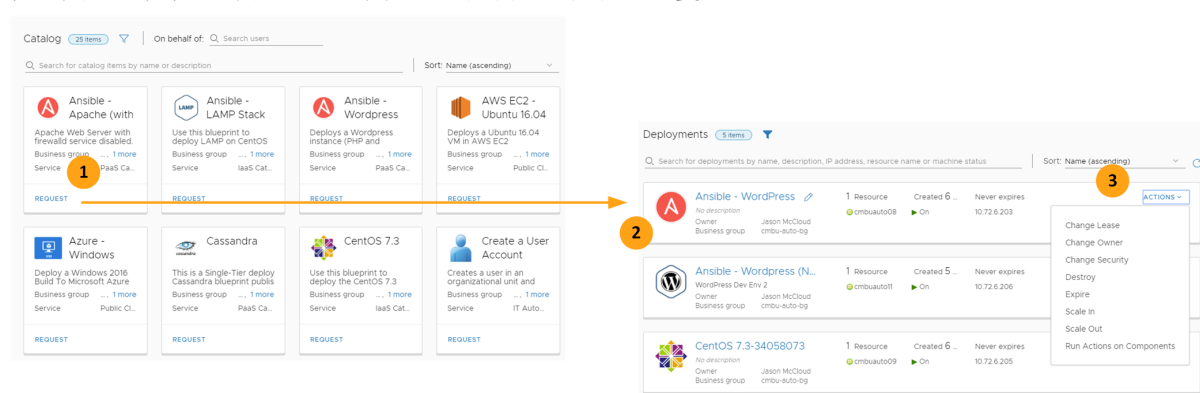 Catalog 25 items On behalf of: Search users
Search for catalog items by name or description Sort: Name (ascending)
Ansible -
Apache (with
Apache Web Server with
firewalld service disabled.
Business group ..., 1 more
Service PaaS Ca...
REQUEST
LAMP
Ansible -
LAMP Stack
Use this blueprint to
deploy LAMP on CentOS
Business group ..., 1 more
Service IaaS Cat...
REQUEST
Ansible -
Wordpress
Deploys a Wordpress
instance (PHP and
Business group ..., 1 more
Service PaaS Ca...
REQUEST
AWS EC2 -
Ubuntu 16.04
Deploys a Ubuntu 16.04
VM in AWS EC2
Business group ..., 1 more
Service Public Cl...
REQUEST
1
Azure -
Windows
Deploy a Windows 2016
Build To Microsoft Azure
Business group ..., 1 more
Service Public Cl...
REQUEST
cassandra
Cassandra
This is a Single-Tier deploy
Cassandra blueprint publis
Business group ..., 1 more
Service PaaS Ca...
REQUEST
CentOS 7.3
Use this blueprint to
deploy the CentOS 7.3
Business group ..., 1 more
Service IaaS Cat...
REQUEST
Create a User
Account
Creates a user in an
organizational unit and
Business group ..., 1 more
Service IT Auto...
REQUEST
Deployments 5 items
Search for deployments by name, description, IP address, resource name or machine status Sort: Name (ascending)
2
3
Ansible - WordPress 1 Resource Created 6 ... Never expires ACTIONS
No description cmbuauto08 On 10.72.6.203
Owner Jason McCloud
Business group cmbu-auto-bg
Ansible - Wordpress (N... 1 Resource Created 5 ... Never expires
WordPress Dev Env 2 cmbuauto11 On 10.72.6.206
Owner Jason McCloud
Business group cmbu-auto-bg
CentOS 7.3-34058073 1 Resource Created 6 ... Never expires
No description cmbuauto09 On 10.72.6.205
Owner Jason McCloud
Business group cmbu-auto-bg
Change Lease
Change Owner
Change Security
Destroy
Expire
Scale In
Scale Out
Run Actions on Components